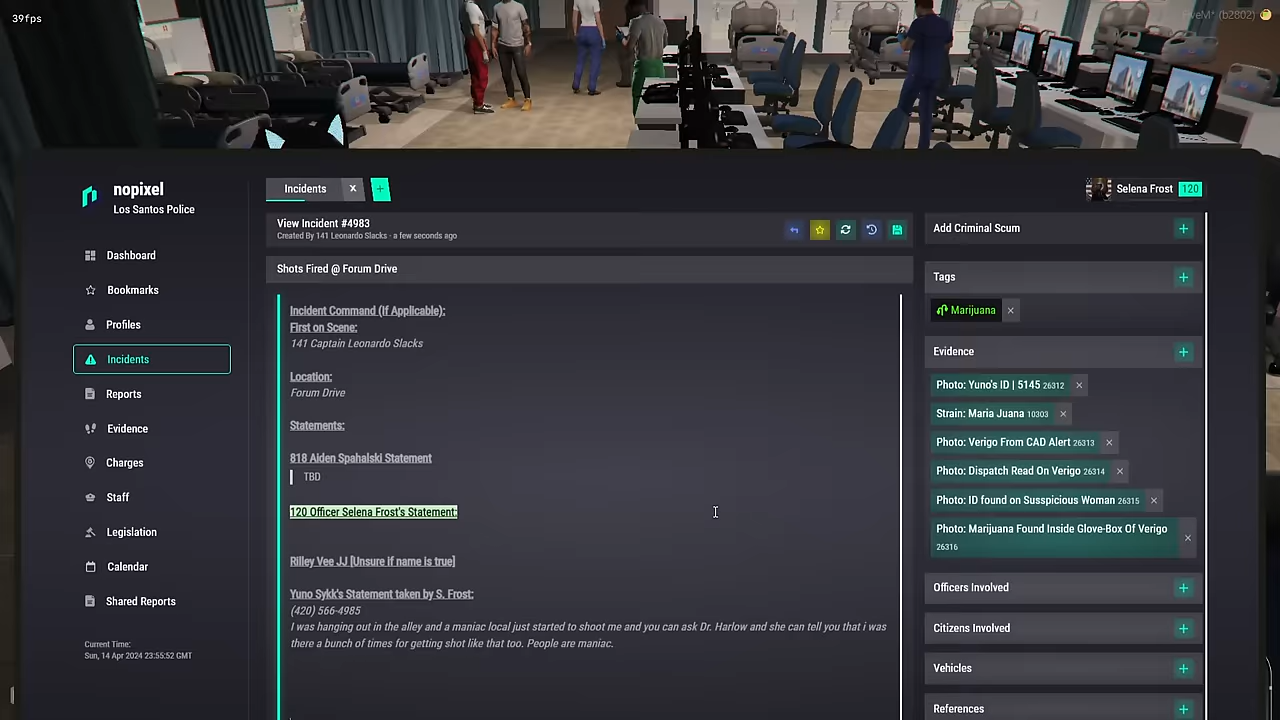 39fps
FiveM* (b2802)
nopixel
Los Santos Police
Dashboard
Bookmarks
Profiles
Incidents
Reports
Evidence
Charges
Staff
Legislation
Calendar
Shared Reports
Current Time:
Sun, 14 Apr 2024 23:55:52 GMT
Incidents
Selena Frost 120
View Incident #4983
Created By 141 Leonardo Slacks - a few seconds ago
Shots Fired @ Forum Drive
Incident Command (If Applicable):
First on Scene:
141 Captain Leonardo Slacks
Location:
Forum Drive
Statements:
818 Aiden Spahalski Statement
TBD
120 Officer Selena Frost's Statement:
Rilley Vee JJ [Unsure if name is true]
Yuno Sykk's Statement taken by S. Frost:
(420) 566-4985
I was hanging out in the alley and a maniac local just started to shoot me and you can ask Dr. Harlow and she can tell you that i was
there a bunch of times for getting shot like that too. People are maniac.
Add Criminal Scum
Tags
Marijuana
Evidence
Photo: Yuno's ID | 5145 26312
Strain: Maria Juana 10303
Photo: Verigo From CAD Alert 26313
Photo: Dispatch Read On Verigo 26314
Photo: ID found on Susspicious Woman 26315
Photo: Marijuana Found Inside Glove-Box Of Verigo
26316
Officers Involved
Citizens Involved
Vehicles
References